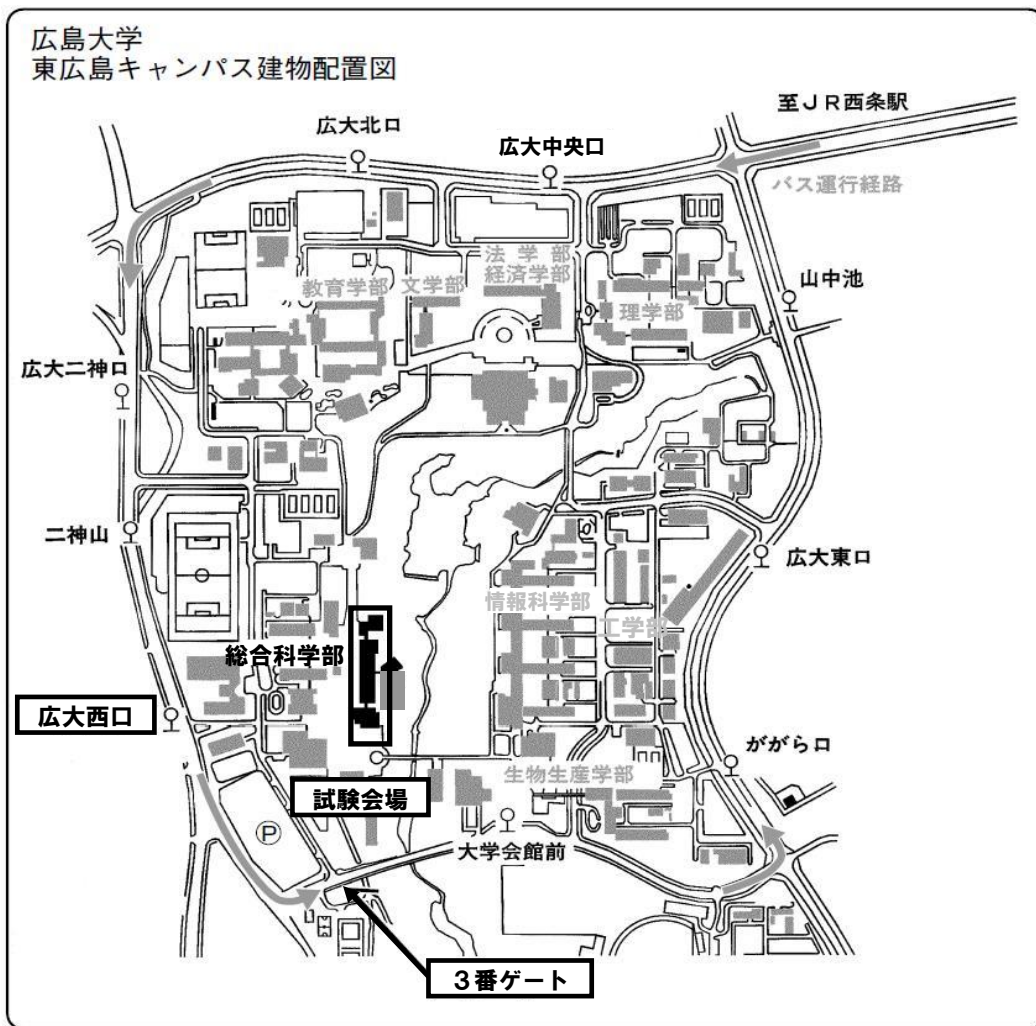 広島大学
東広島キャンパス建物配置図
至ＪＲ西条駅
広大北口
広大中央口
バス運行経路
法学部
経済学部
教育学部
文学部
山中池
理学部
広大二神口
二神山
広大東口
情報科学部
工学部
総合科学部
広大西口
ががら口
生物生産学部
試験会場
P
大学会館前
３番ゲート